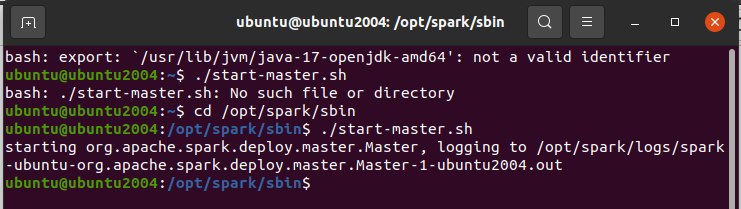 ubuntu@ubuntu2004: /opt/spark/sbin
bash: export: `/usr/lib/jvm/java-17-openjdk-amd64': not a valid identifier
ubuntu@ubuntu2004:~$ ./start-master.sh
bash: ./start-master.sh: No such file or directory
ubuntu@ubuntu2004:~$ cd /opt/spark/sbin
ubuntu@ubuntu2004:/opt/spark/sbin$ ./start-master.sh
starting org.apache.spark.deploy.master.Master, logging to /opt/spark/logs/spark
-ubuntu-org.apache.spark.deploy.master.Master-1-ubuntu2004.out
ubuntu@ubuntu2004:/opt/spark/sbin$